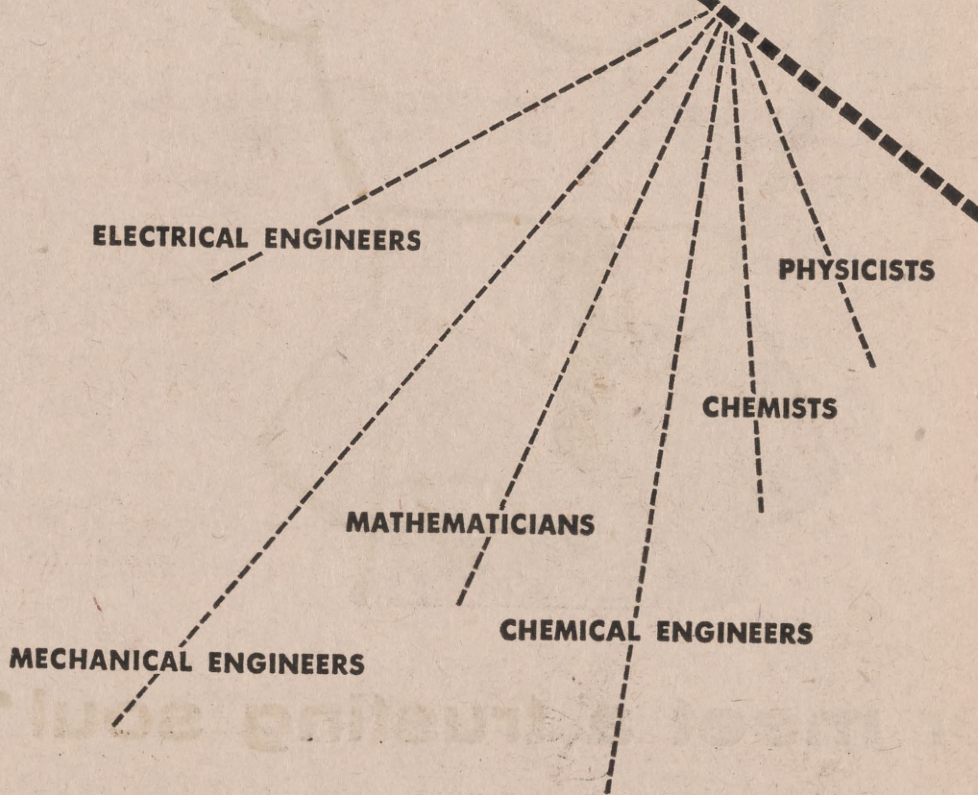 ELECTRICAL ENGINEERS
PHYSICISTS
CHEMISTS
MATHEMATICIANS
CHEMICAL ENGINEERS
MECHANICAL ENGINEERS